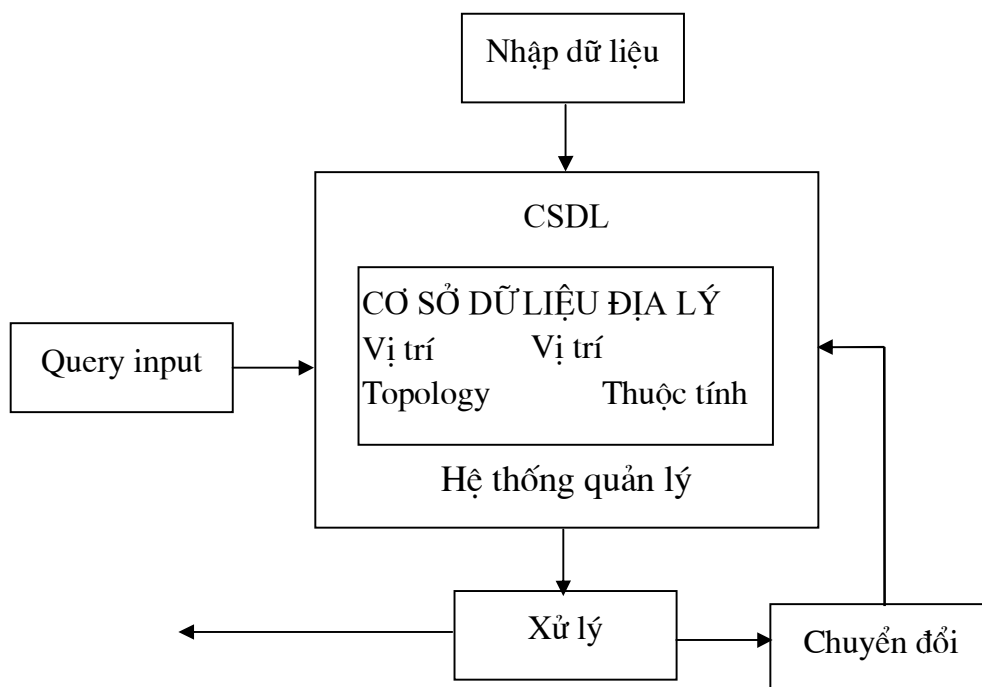 Nhập dữ liệu
CSDL
CƠ SỞ DỮ LIỆU ĐỊA LÝ
Vị trí Vị trí
Topology Thuộc tính
Query input
Hệ thống quản lý
Xử lý
Chuyển đổi